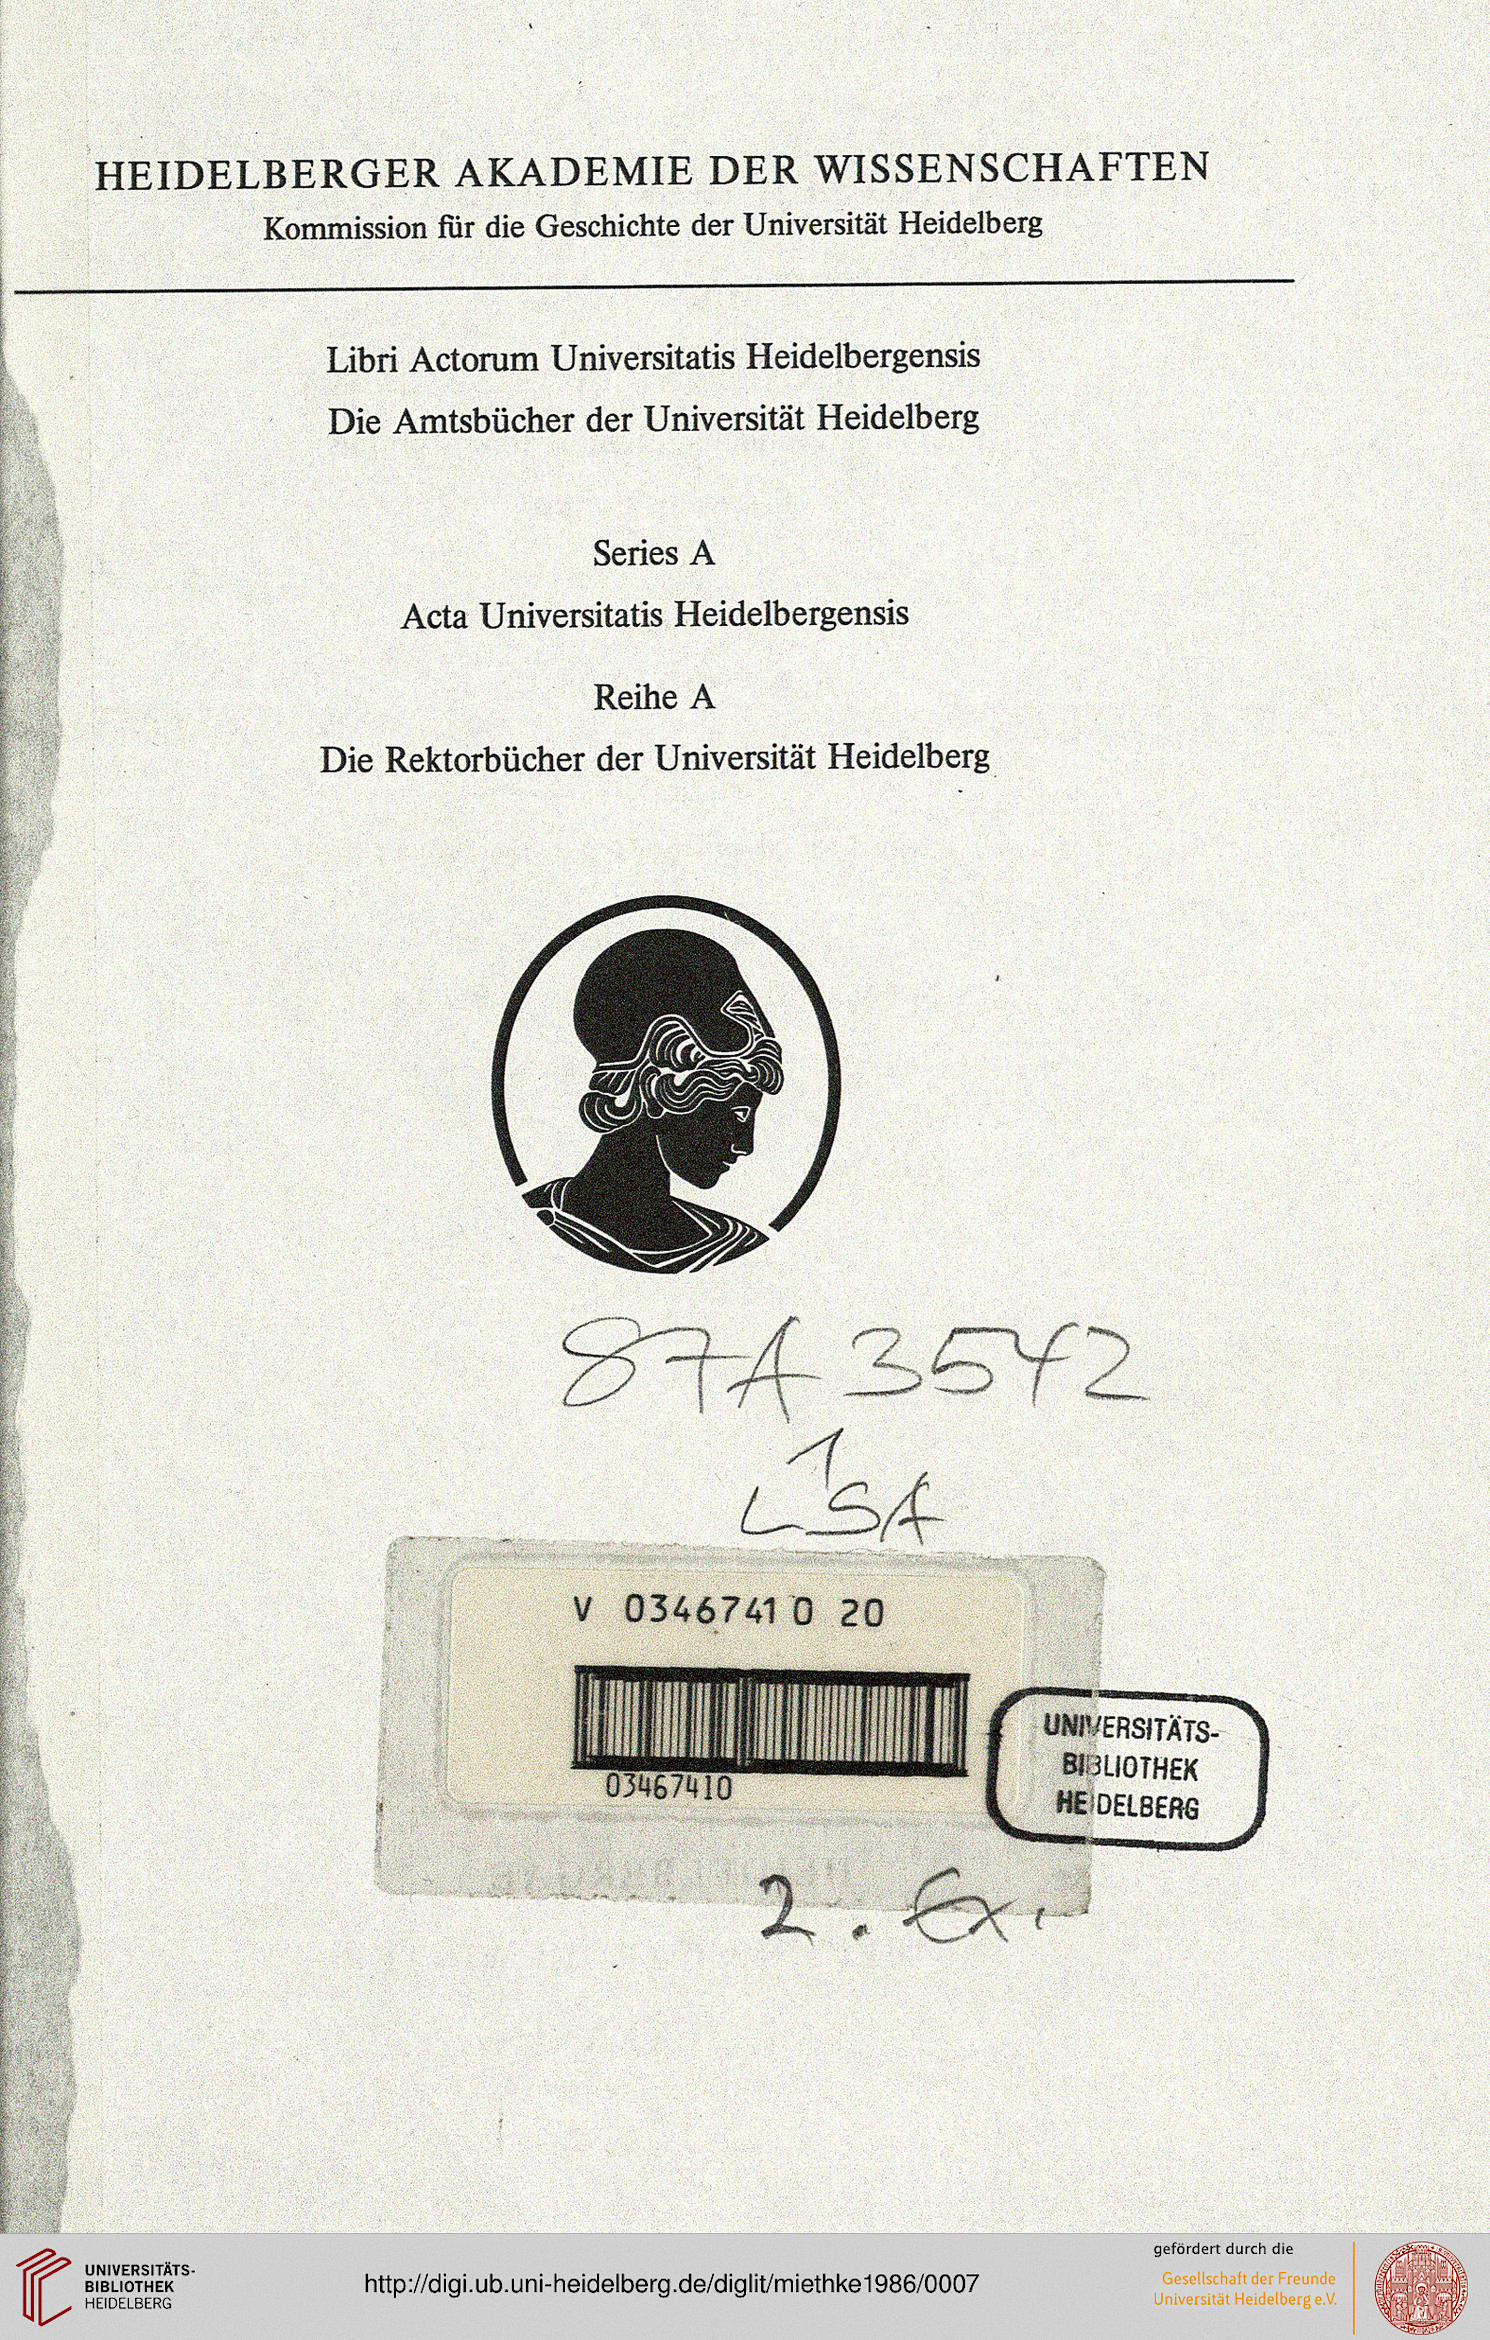 HEIDELBERGER AKADEMIE DER WISSENSCHAFTEN
Kommission für die Geschichte der Universität Heidelberg
Libri Actorum Universitatis Heidelbergensis
Die Amtsbücher der Universität Heidelberg
Series A
Acta Universitatis Heidelbergensis
Reihe A
Die Rektorbücher der Universität Heidelberg
87A 3542
1
LSA
V 03467410 20
03467410
UNIVERSITÄTS-
BIBLIOTHEK
HEIDELBERG
2. Ex.
UNIVERSITÄTS-
BIBLIOTHEK
HEIDELBERG
http://digi.ub.uni-heidelberg.de/diglit/miethke1986/0007
gefördert durch die
Gesellschaft der Freunde
Universität Heidelberg e.V.